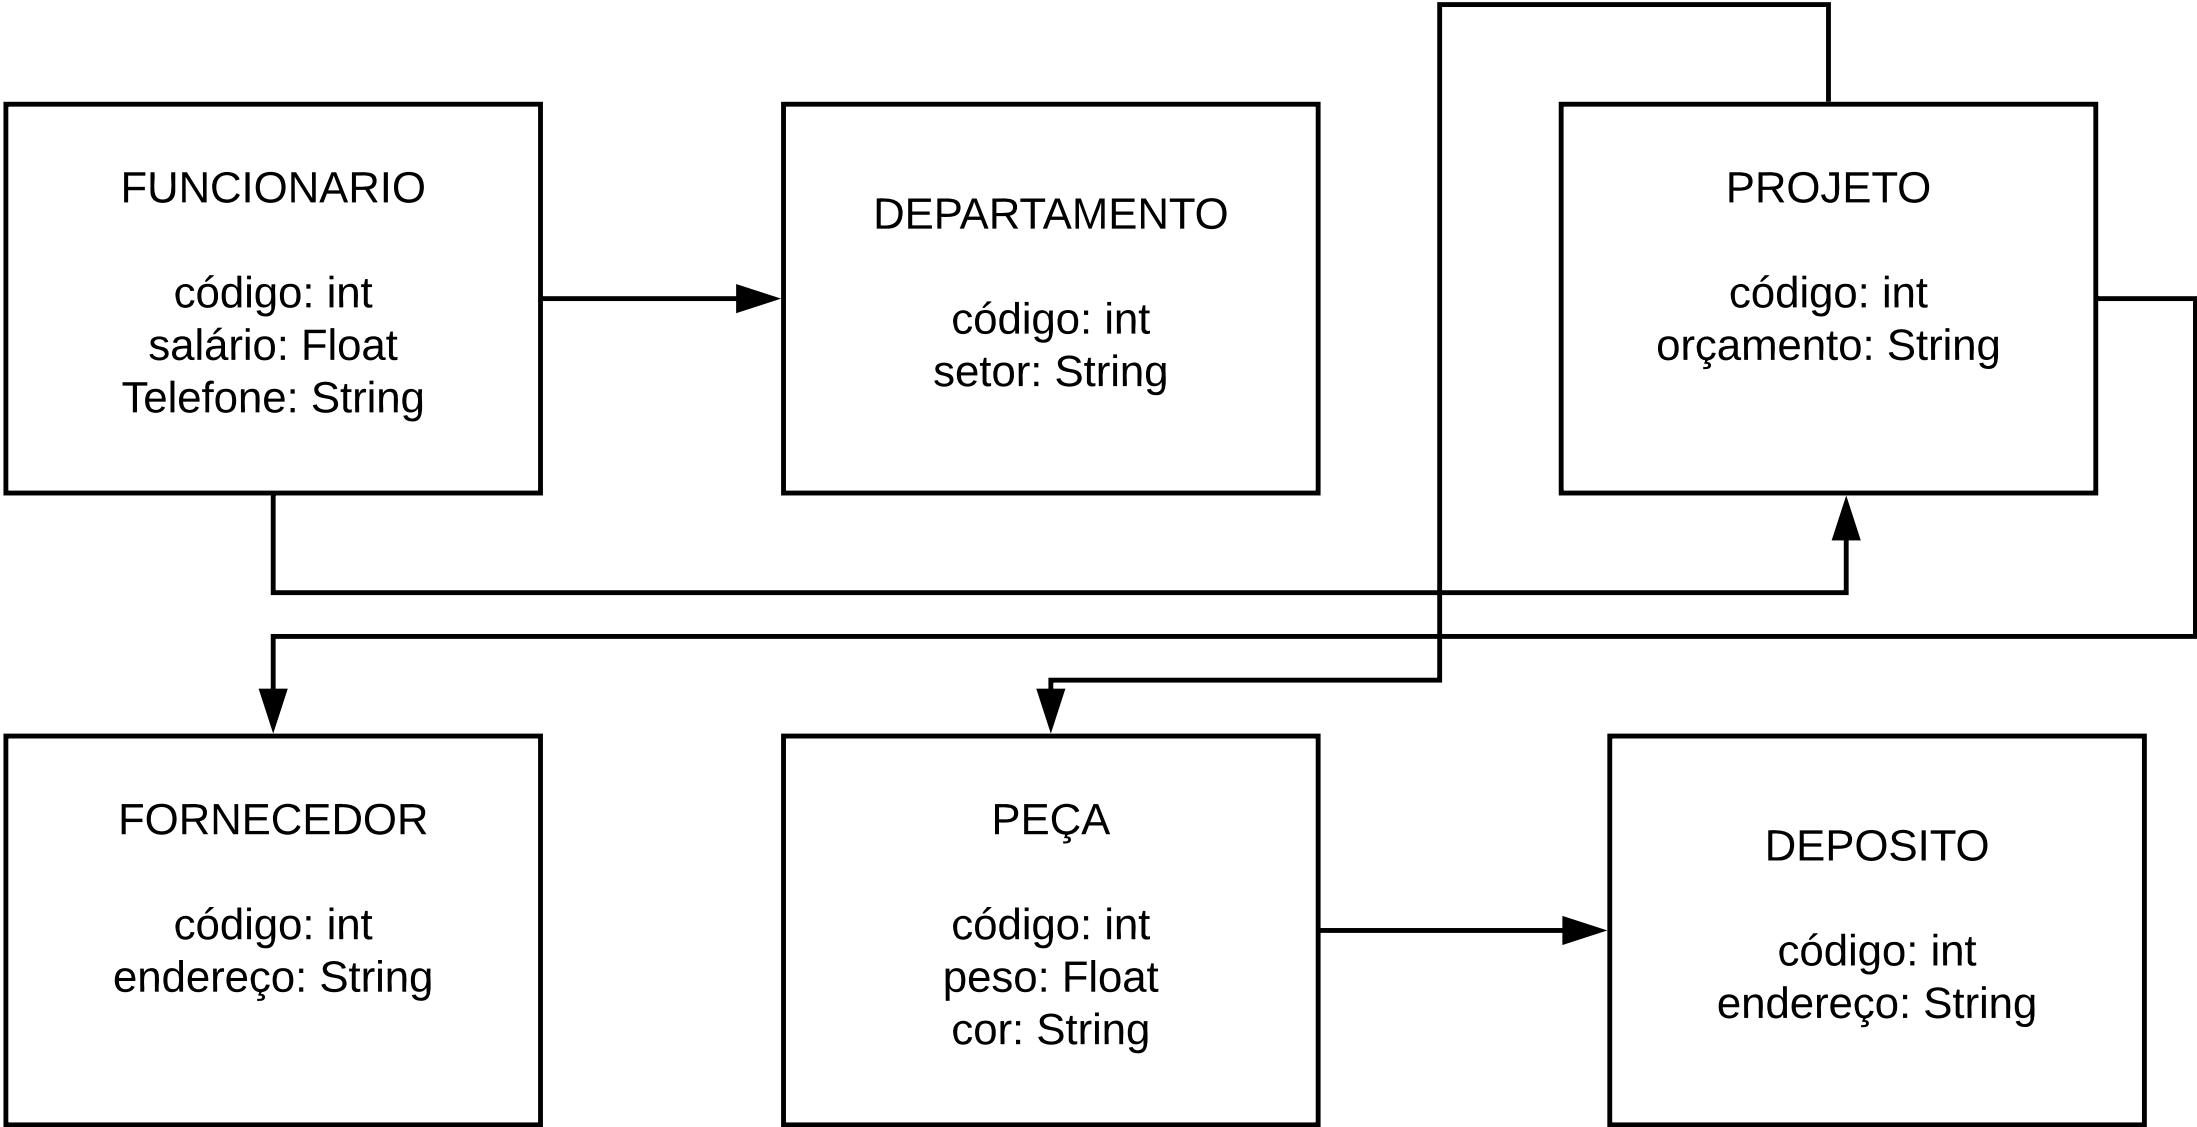 FUNCIONARIO
código: int
salário: Float
Telefone: String
DEPARTAMENTO
código: int
setor: String
PROJETO
código: int
orçamento: String
FORNECEDOR
código: int
endereço: String
PEÇA
código: int
peso: Float
cor: String
DEPOSITO
código: int
endereço: String